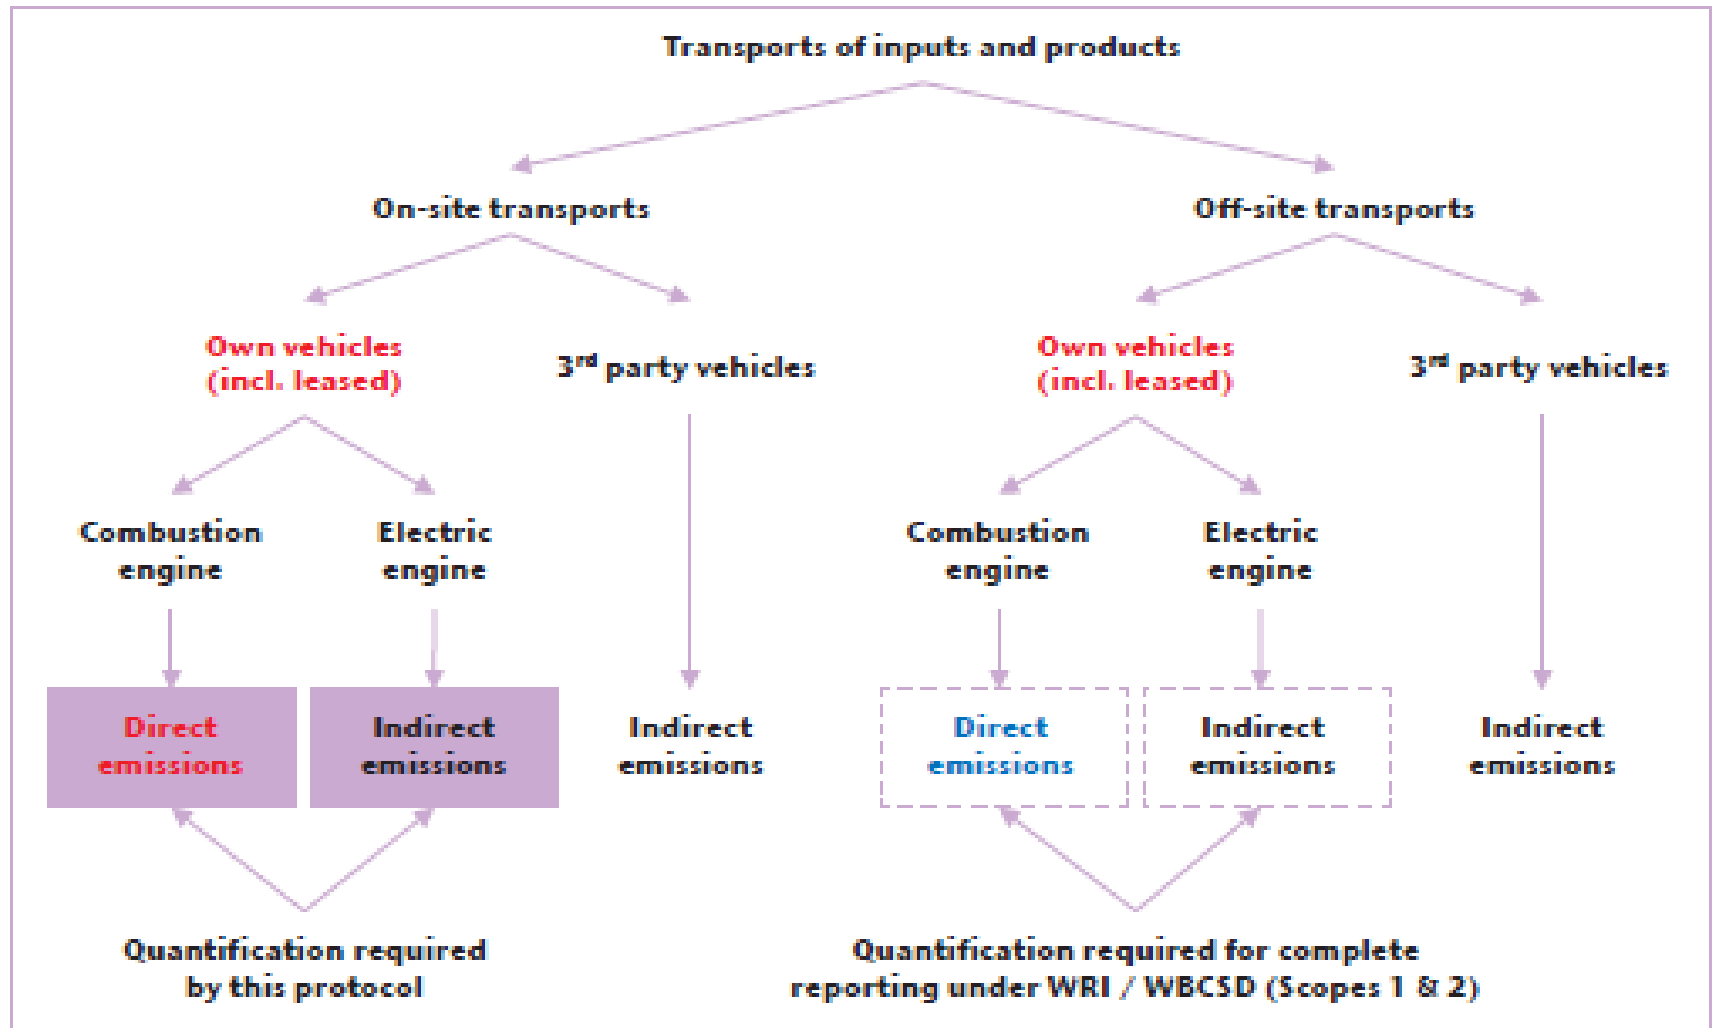 Transports of inputs and products
On-site transports
Off-site transports
Own vehicles
(incl. leased)
3rd party vehicles
Own vehicles
(incl. leased)
3rd party vehicles
Combustion
engine
Electric
engine
Combustion
engine
Electric
engine
Direct
emissions
Indirect
emissions
Indirect
emissions
Direct
emissions
Indirect
emissions
Indirect
emissions
Quantification required
by this protocol
Quantification required for complete
reporting under WRI / WBCSD (Scopes 1 & 2)